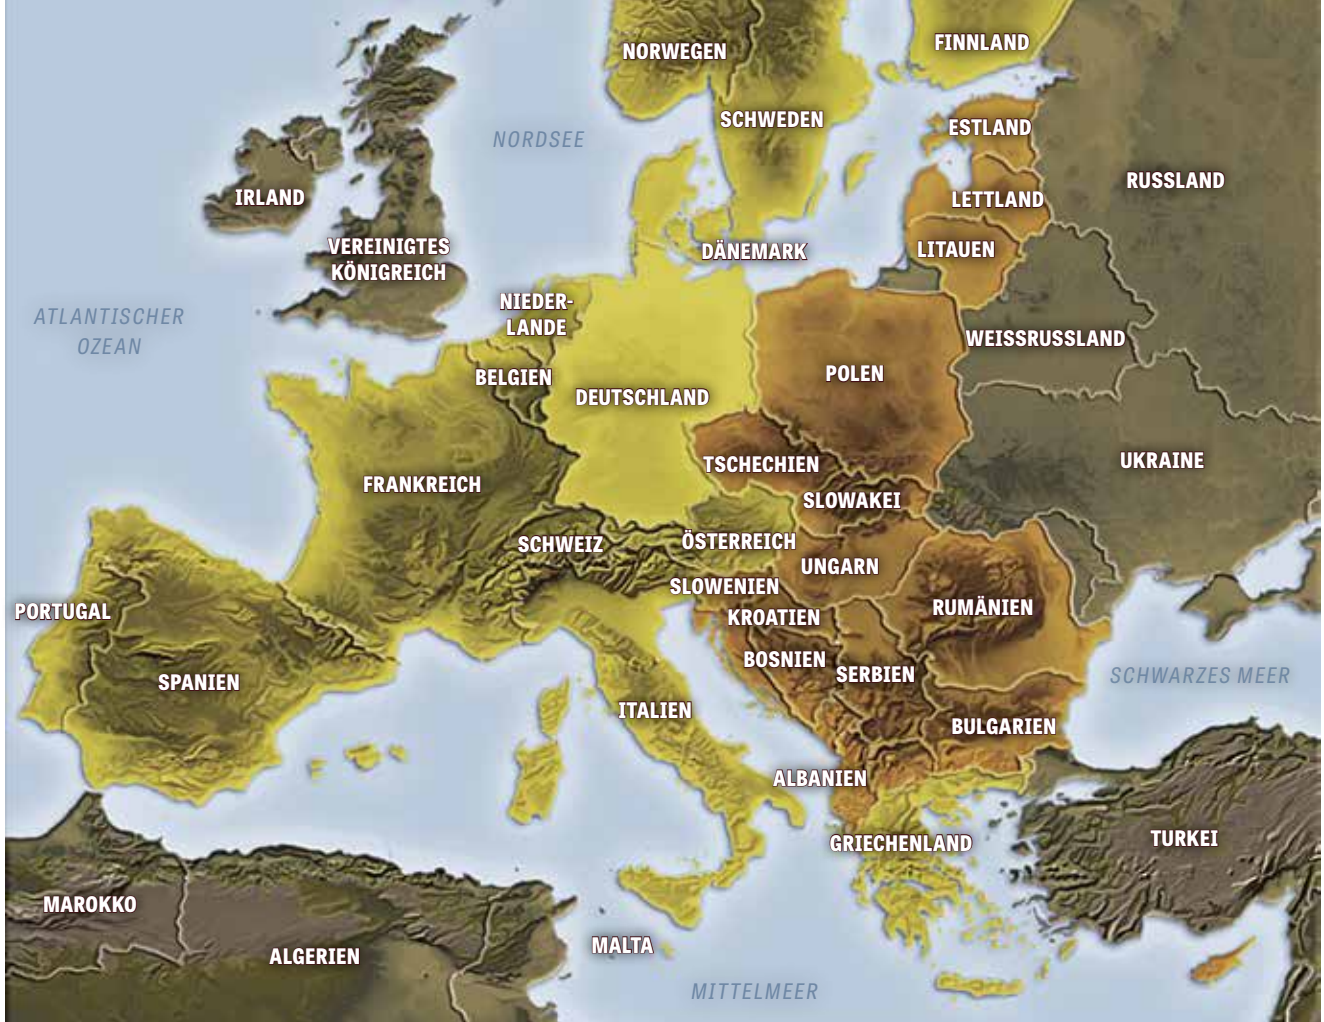 FINNLAND
NORWEGEN
SCHWEDEN
ESTLAND
NORDSEE
RUSSLAND
IRLAND
LETTLAND
VEREINIGTES
KÖNIGREICH
DÄNEMARK
LITAUEN
NIEDER-
LANDE
ATLANTISCHER
OZEAN
WEISSRUSSLAND
BELGIEN
POLEN
DEUTSCHLAND
TSCHECHIEN
UKRAINE
FRANKREICH
SLOWAKEI
SCHWEIZ
ÖSTERREICH
UNGARN
SLOWENIEN
PORTUGAL
KROATIEN
RUMÄNIEN
BOSNIEN
SERBIEN
SCHWARZES MEER
SPANIEN
ITALIEN
BULGARIEN
ALBANIEN
GRIECHENLAND
TURKEI
MAROKKO
ALGERIEN
MALTA
MITTELMEER